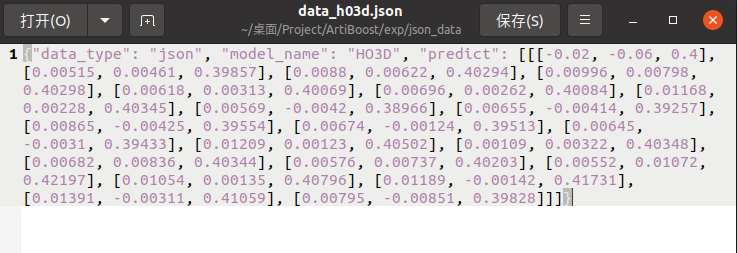 打开(O)
data_h03d.json
~/桌面/Project/ArtiBoost/exp/json_data
保存(S)
1 {"data_type": "json", "model_name": "HO3D", "predict": [[[-0.02, -0.06, 0.4],
[0.00515, 0.00461, 0.39857], [0.0088, 0.00622, 0.40294], [0.00996, 0.00798,
0.40298], [0.00618, 0.00313, 0.40069], [0.00696, 0.00262, 0.40084], [0.01168,
0.00228, 0.40345], [0.00569, -0.0042, 0.38966], [0.00655, -0.00414, 0.39257],
[0.00865, -0.00425, 0.39554], [0.00674, -0.00124, 0.39513], [0.00645,
-0.0031, 0.39433], [0.01209, 0.00123, 0.40502], [0.00109, 0.00322, 0.40348],
[0.00682, 0.00836, 0.40344], [0.00576, 0.00737, 0.40203], [0.00552, 0.01072,
0.42197], [0.01054, 0.00135, 0.40796], [0.01189, -0.00142, 0.41731],
[0.01391, -0.00311, 0.41059], [0.00795, -0.00851, 0.39828]]]}